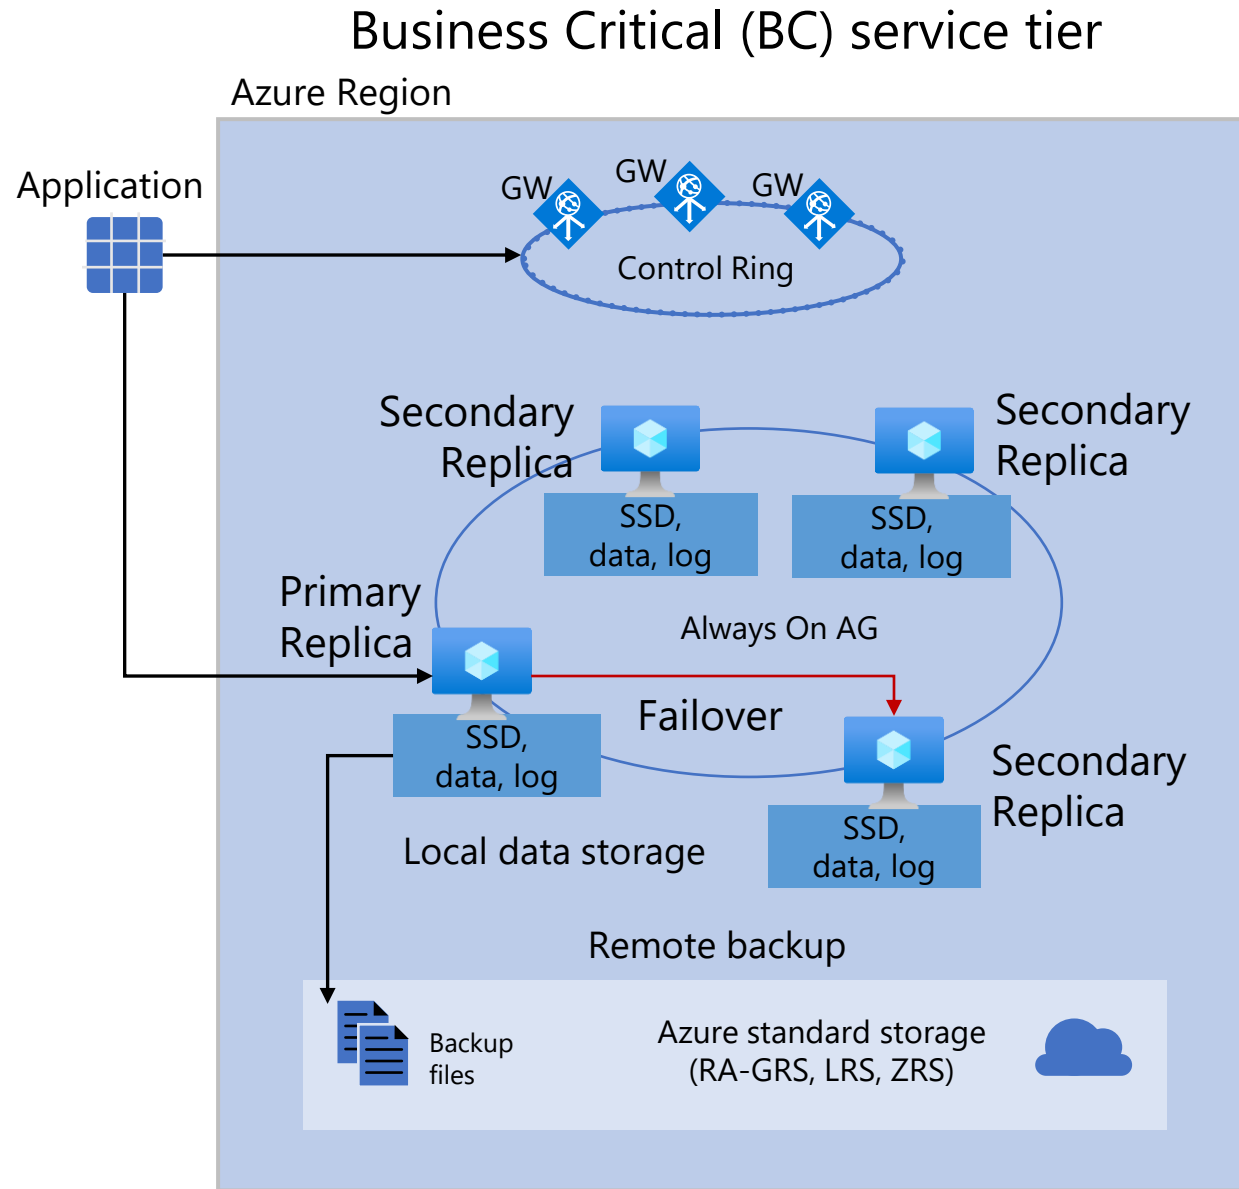 Business Critical (BC) service tier
Azure Region
Application
GW
GW
GW
Control Ring
Secondary
Replica
SSD,
data, log
Secondary
Replica
SSD,
data, log
Primary
Replica
SSD,
data, log
Always On AG
Failover
Secondary
Replica
SSD,
data, log
Local data storage
Remote backup
Backup
files
Azure standard storage
(RA-GRS, LRS, ZRS)